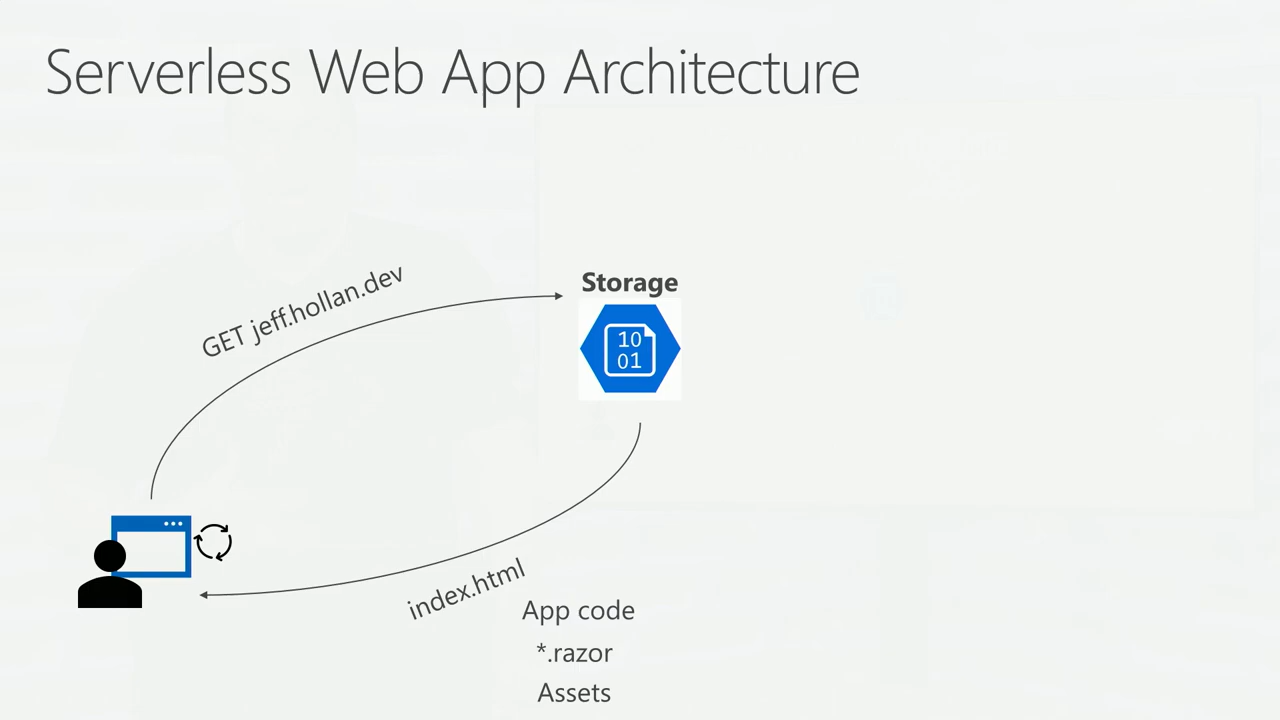 Serverless Web App Architecture
GET jeff.hollan.dev
Storage
10
01
index.html
App code
*.razor
Assets